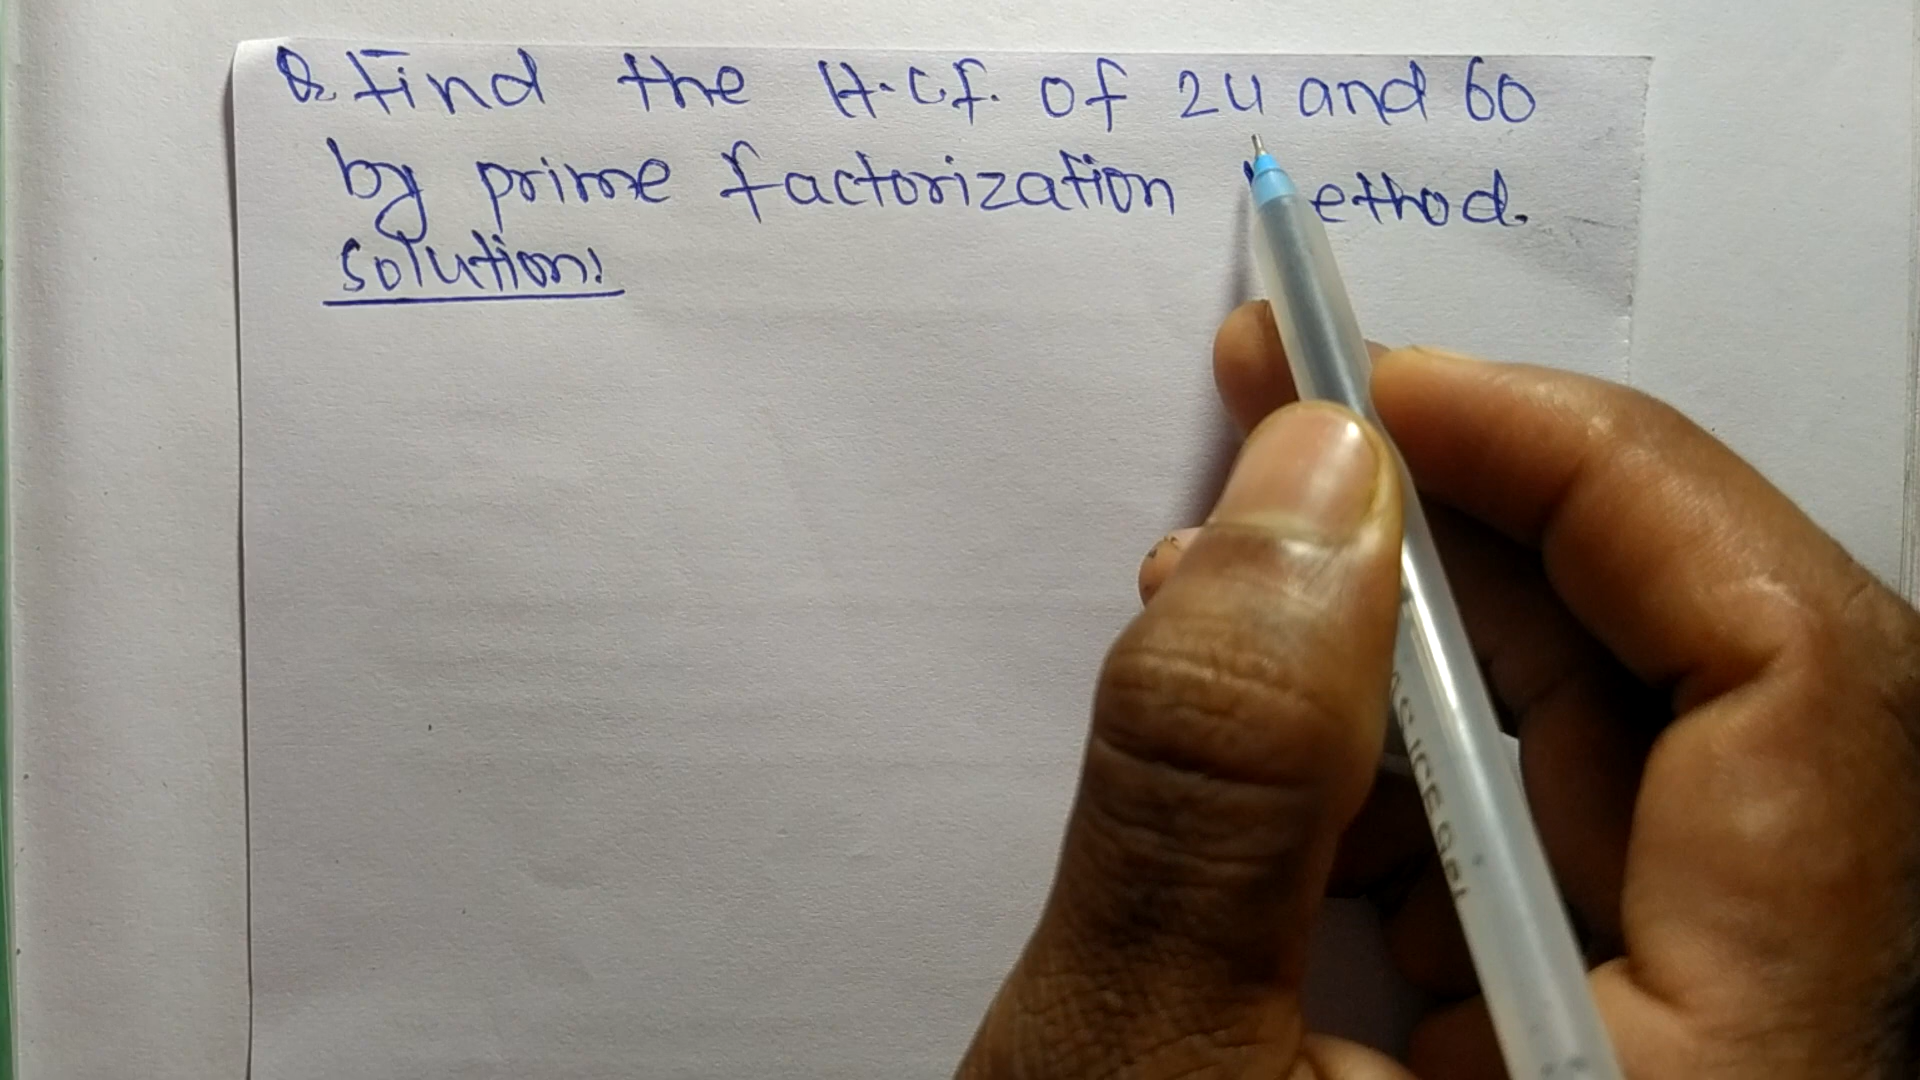 Q. Find the H.C.f. of 24 and 60
by prime factorization ethod.
Solution: